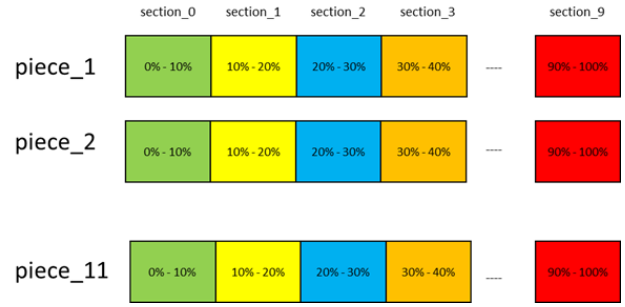 section_0 section_1 section_2 section_3 section_9
piece_1 0% - 10% 10% - 20% 20% - 30% 30% - 40% ---- 90% - 100%
piece_2 0% - 10% 10% - 20% 20% - 30% 30% - 40% ---- 90% - 100%
piece_11 0% - 10% 10% - 20% 20% - 30% 30% - 40% ---- 90% - 100%